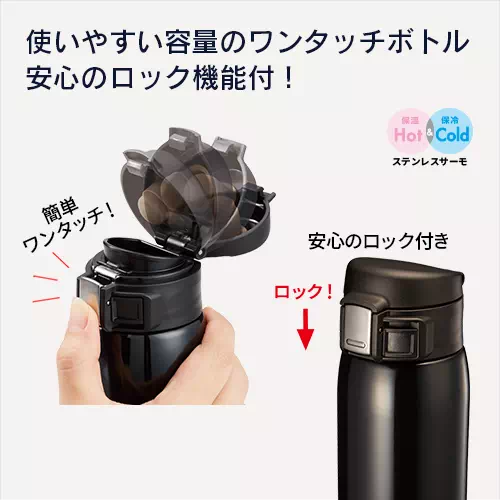 使いやすい容量のワンタッチボトル
安心のロック機能付！
保温 保冷
Hot & Cold
ステンレスサーモ
簡単
ワンタッチ！
安心のロック付き
ロック！